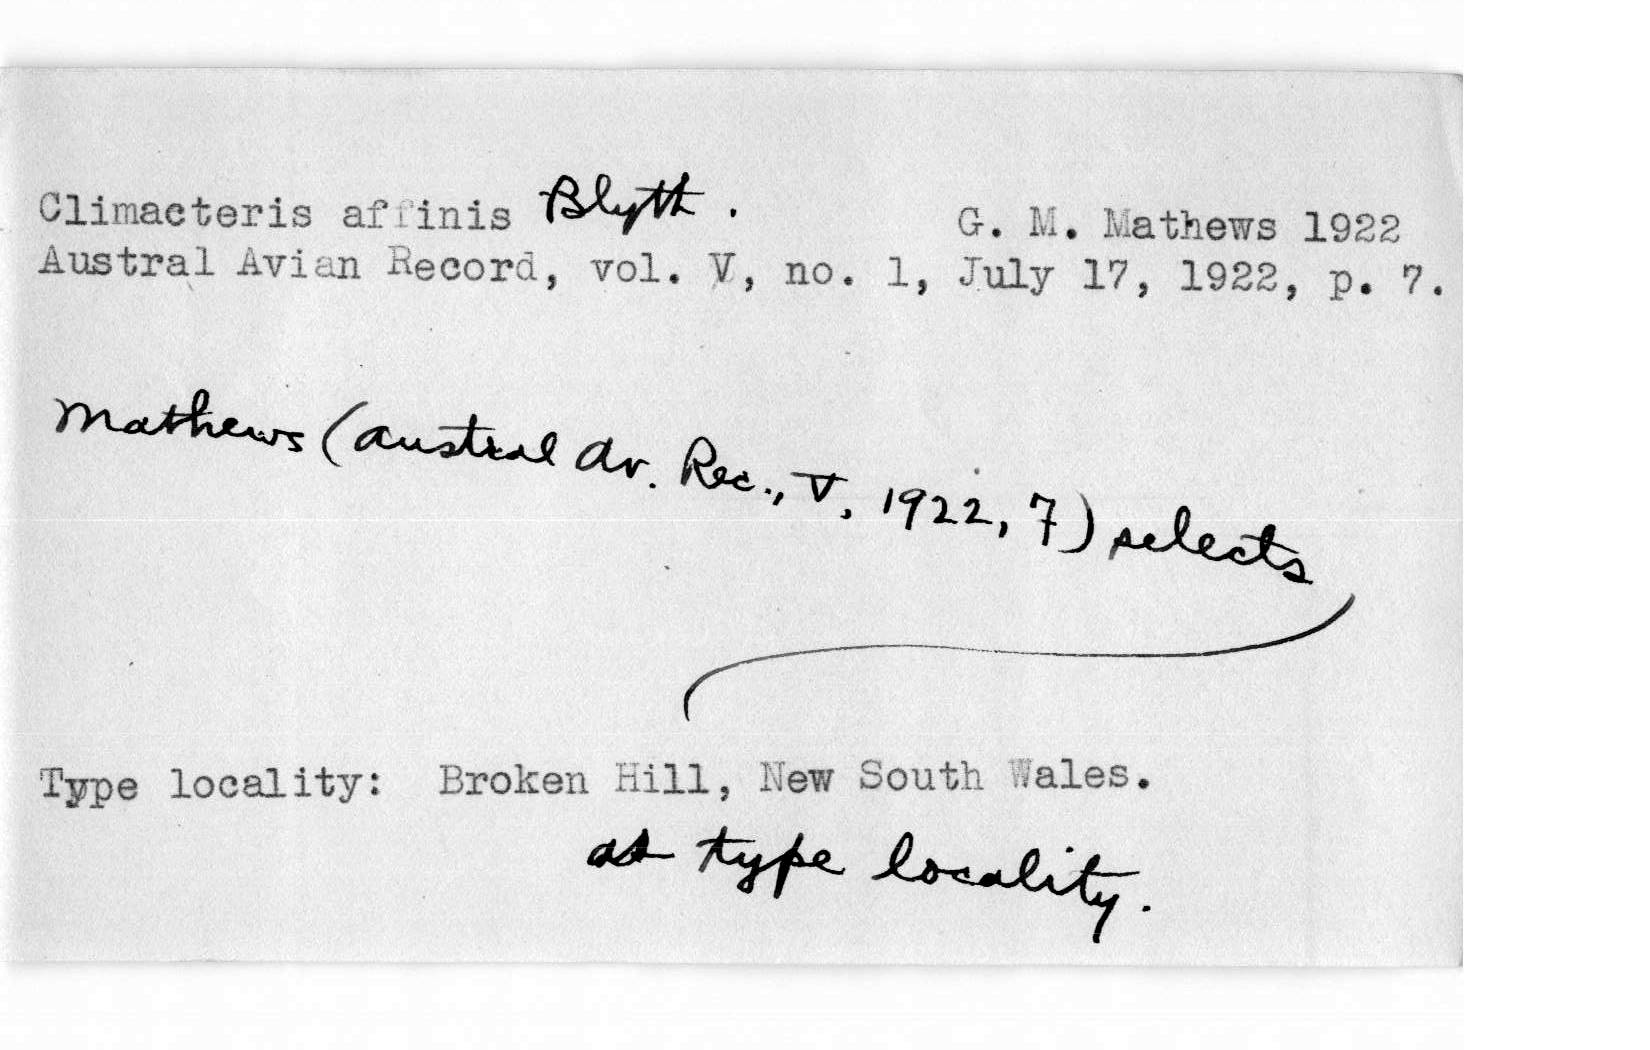 Climacteris affinis Blyth. G. M. Mathews 1922
Austral Avian Record, vol. V, no. 1, July 17, 1922, p. 7.
Mathews (Austral Av. Rec., V, 1922, 7) selects
Type locality: Broken Hill, New South Wales.
as type locality.